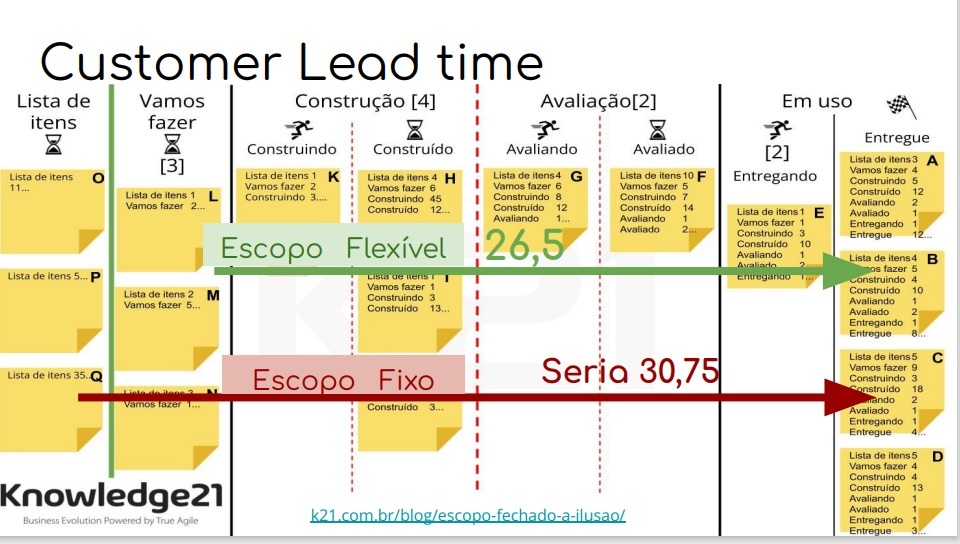 Customer Lead time
Lista de
itens
Vamos
fazer
[3]
Construção [4]
Construindo
Construído
Avaliação[2]
Avaliando
Avaliado
Em uso
[2]
Entregando
Entregue
Lista de itens
11...
O
Lista de itens 5...
P
Lista de itens 35...
Q
Lista de itens 1
Vamos fazer 2...
L
Lista de itens 2
Vamos fazer 5...
M
Lista de itens 3
Vamos fazer 1...
N
Lista de itens 1
Vamos fazer 2
Construindo 3....
K
Lista de itens 4
Vamos fazer 6
Construindo 45
Construído 12...
H
Lista de itens 1
Vamos fazer 1
Construindo 3
Construído 13...
I
Construído 3...
Lista de itens 4
Vamos fazer 6
Construindo 8
Construído 12
Avaliando 1...
G
Lista de itens 10
Vamos fazer 5
Construindo 7
Construído 14
Avaliando 1
Avaliado 2...
F
Lista de itens 1
Vamos fazer 1
Construindo 3
Construído 10
Avaliando 1
Avaliado 2
Entregando 1...
E
Lista de itens 3
Vamos fazer 4
Construindo 5
Construído 12
Avaliando 2
Avaliado 1
Entregando 1
Entregue 12...
A
Lista de itens 4
Vamos fazer 5
Construindo 4
Construído 10
Avaliando 1
Avaliado 2
Entregando 1
Entregue 8...
B
Lista de itens 5
Vamos fazer 9
Construindo 3
Construído 18
Avaliando 2
Avaliado 1
Entregando 1
Entregue 4...
C
Lista de itens 5
Vamos fazer 4
Construindo 4
Construído 13
Avaliando 1
Avaliado 1
Entregando 1
Entregue 3...
D
Escopo Flexível
26,5
Escopo Fixo
Seria 30,75
K21
Knowledge21
Business Evolution Powered by True Agile
k21.com.br/blog/escopo-fechado-a-ilusao/